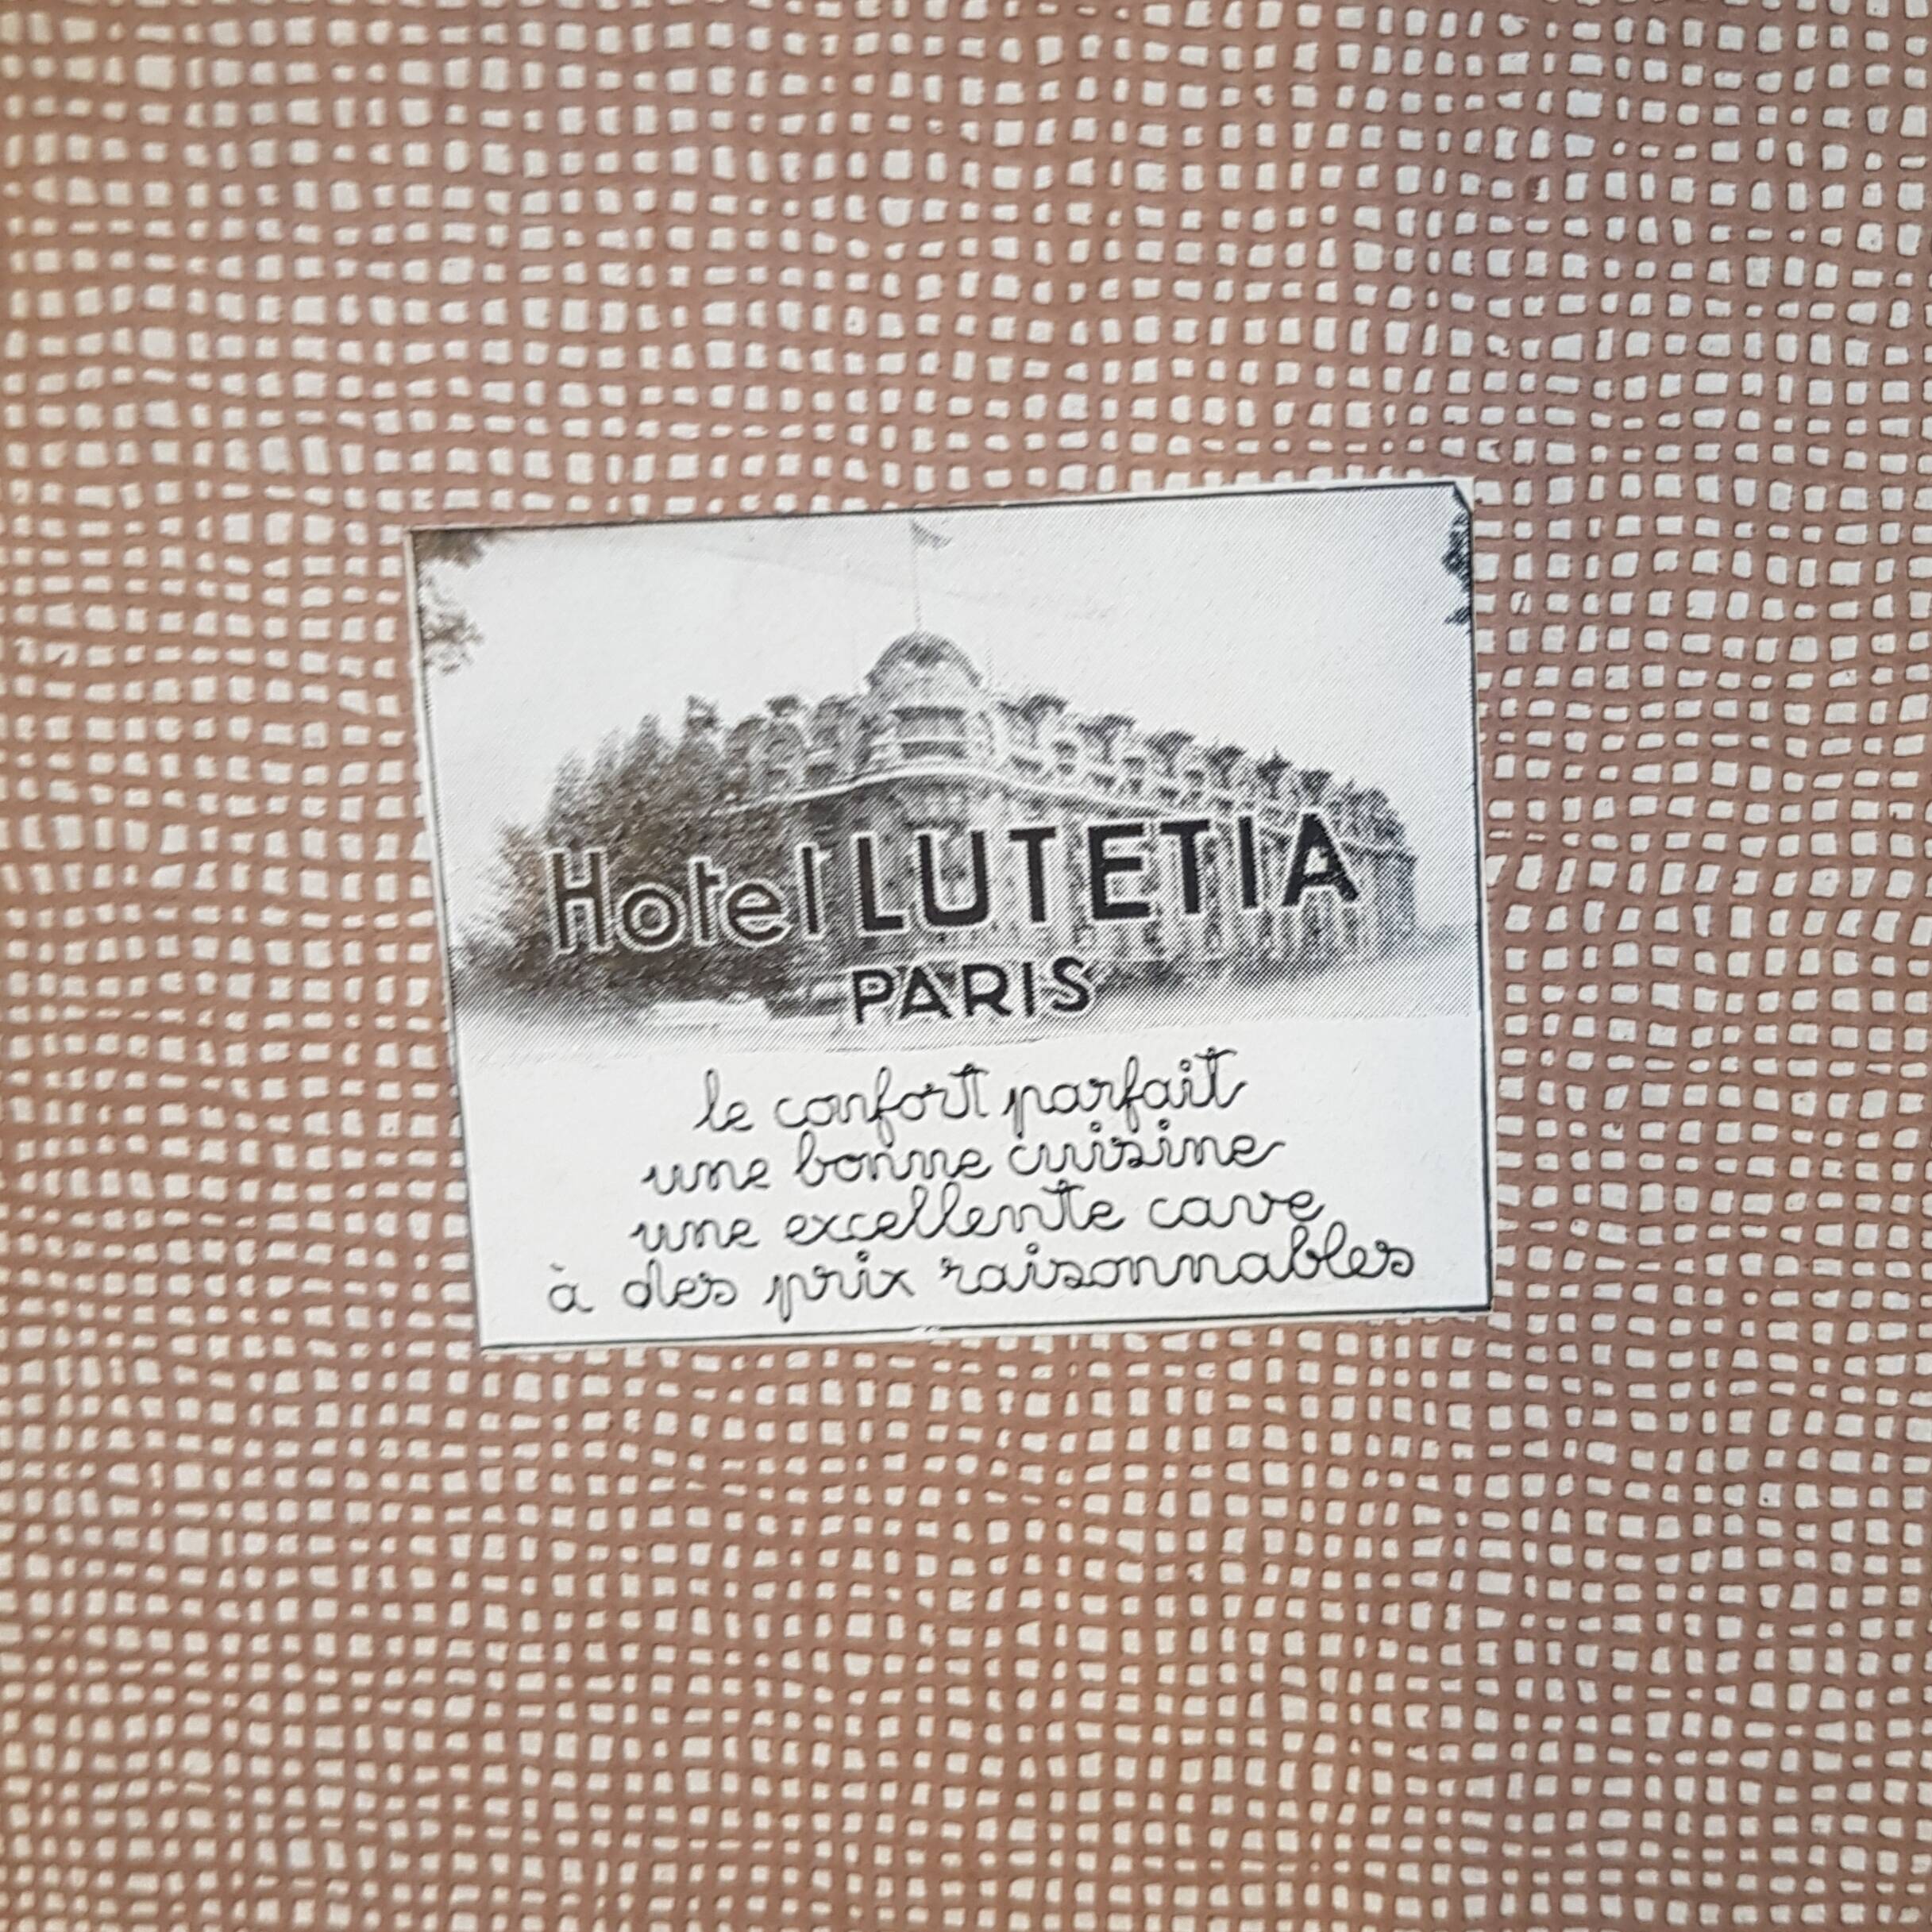 Hotel LUTETIA
PARIS
le confort parfait
une bonne cuisine
une excellente cave
à des prix raisonnables